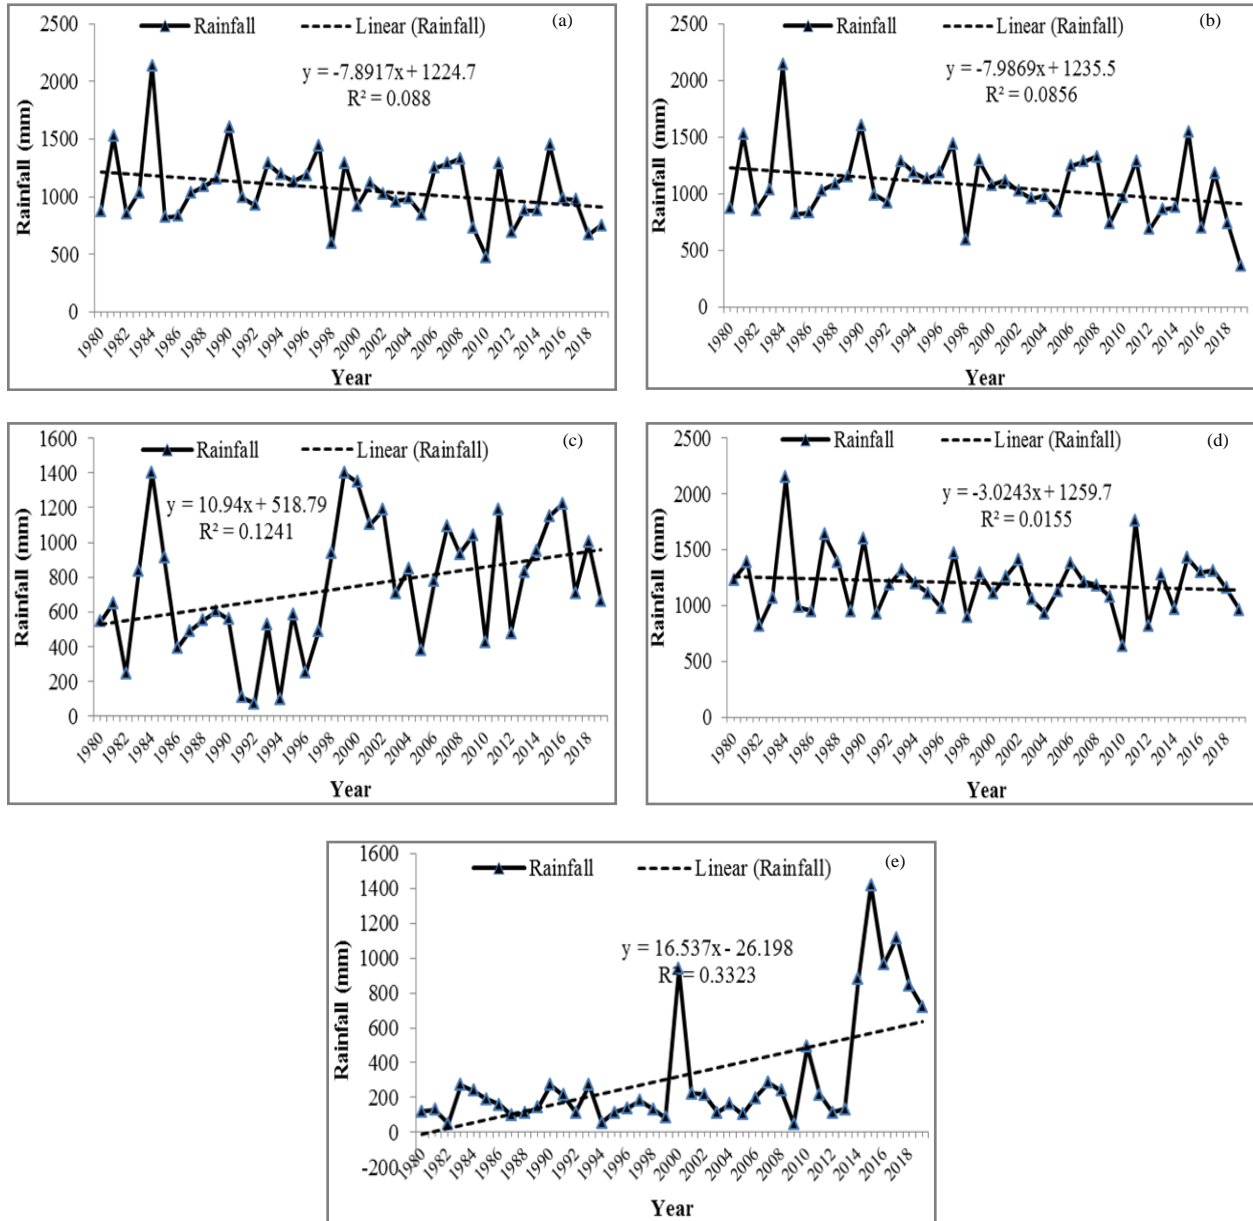 Rainfall Linear (Rainfall) (a)
y = -7.8917x + 1224.7
R² = 0.088
2500
2000
1500
1000
500
0
Rainfall (mm)
1980 1982 1984 1986 1988 1990 1992 1994 1996 1998 2000 2002 2004 2006 2008 2010 2012 2014 2016 2018
Year
Rainfall Linear (Rainfall) (b)
y = -7.9869x + 1235.5
R² = 0.0856
2500
2000
1500
1000
500
0
Rainfall (mm)
1980 1982 1984 1986 1988 1990 1992 1994 1996 1998 2000 2002 2004 2006 2008 2010 2012 2014 2016 2018
Year
Rainfall Linear (Rainfall) (c)
y = 10.94x + 518.79
R² = 0.1241
1600
1400
1200
1000
800
600
400
200
0
Rainfall (mm)
1980 1982 1984 1986 1988 1990 1992 1994 1996 1998 2000 2002 2004 2006 2008 2010 2012 2014 2016 2018
Year
Rainfall Linear (Rainfall) (d)
y = -3.0243x + 1259.7
R² = 0.0155
2500
2000
1500
1000
500
0
Rainfall (mm)
1980 1982 1984 1986 1988 1990 1992 1994 1996 1998 2000 2002 2004 2006 2008 2010 2012 2014 2016 2018
Year
Rainfall Linear (Rainfall) (e)
y = 16.537x - 26.198
R² = 0.3323
1600
1400
1200
1000
800
600
400
200
0
-200
Rainfall (mm)
1980 1982 1984 1986 1988 1990 1992 1994 1996 1998 2000 2002 2004 2006 2008 2010 2012 2014 2016 2018
Year